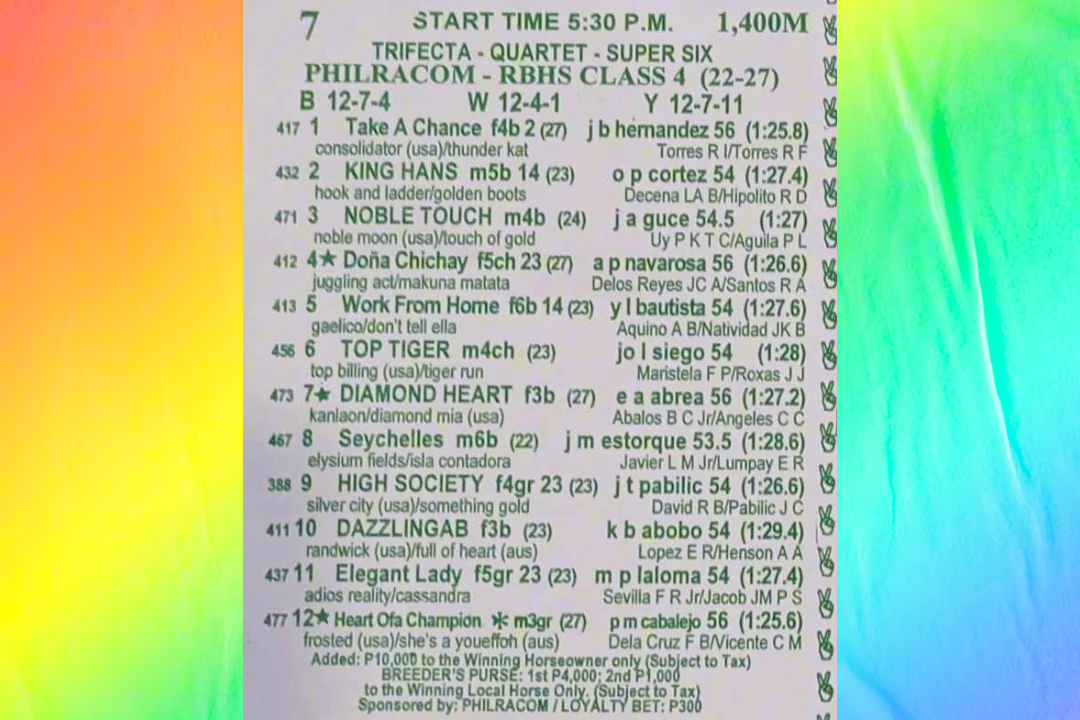 7 START TIME 5:30 P.M. 1,400M
TRIFECTA - QUARTET - SUPER SIX
PHILRACOM - RBHS CLASS 4 (22-27)
B 12-7-4 W 12-4-1 Y 12-7-11
417 1 Take A Chance f4b 2 (27) j b hernandez 56 (1:25.8)
consolidator (usa)/thunder kat Torres R I/Torres R F
432 2 KING HANS m5b 14 (23) o p cortez 54 (1:27.4)
hook and ladder/golden boots Decena LA B/Hipolito R D
471 3 NOBLE TOUCH m4b (24) j a guce 54.5 (1:27)
noble moon (usa)/touch of gold Uy P K T C/Aguila P L
412 4★ Doña Chichay f5ch 23 (27) a p navarosa 56 (1:26.6)
juggling act/makuna matata Delos Reyes JC A/Santos R A
413 5 Work From Home f6b 14 (23) y l bautista 54 (1:27.6)
gaelico/don't tell ella Aquino A B/Natividad JK B
456 6 TOP TIGER m4ch (23) jo l siego 54 (1:28)
top billing (usa)/tiger run Maristela F P/Roxas J J
473 7★ DIAMOND HEART f3b (27) e a abrea 56 (1:27.2)
kanlaon/diamond mia (usa) Abalos B C Jr/Angeles C C
467 8 Seychelles m6b (22) j m estorque 53.5 (1:28.6)
elysium fields/isla contadora Javier L M Jr/Lumpay E R
388 9 HIGH SOCIETY f4gr 23 (23) j t pabilic 54 (1:26.6)
silver city (usa)/something gold David R B/Pabilic J C
411 10 DAZZLINGAB f3b (23) k b abobo 54 (1:29.4)
randwick (usa)/full of heart (aus) Lopez E R/Henson A A
437 11 Elegant Lady f5gr 23 (23) m p laloma 54 (1:27.4)
adios reality/cassandra Sevilla F R Jr/Jacob JM P S
477 12★ Heart Ofa Champion ✻ m3gr (27) p m cabalejo 56 (1:25.6)
frosted (usa)/she's a youeffoh (aus) Dela Cruz F B/Vicente C M
Added: P10,000 to the Winning Horseowner only (Subject to Tax)
BREEDER'S PURSE: 1st P4,000; 2nd P1,000
to the Winning Local Horse Only. (Subject to Tax)
Sponsored by: PHILRACOM / LOYALTY BET: P300